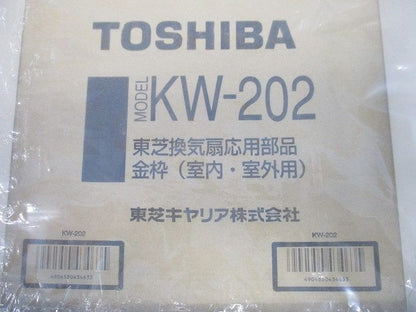 TOSHIBA
MODEL KW-202
東芝換気扇応用部品
金枠（室内・室外用）
東芝キヤリア株式会社
KW-202 KW-202